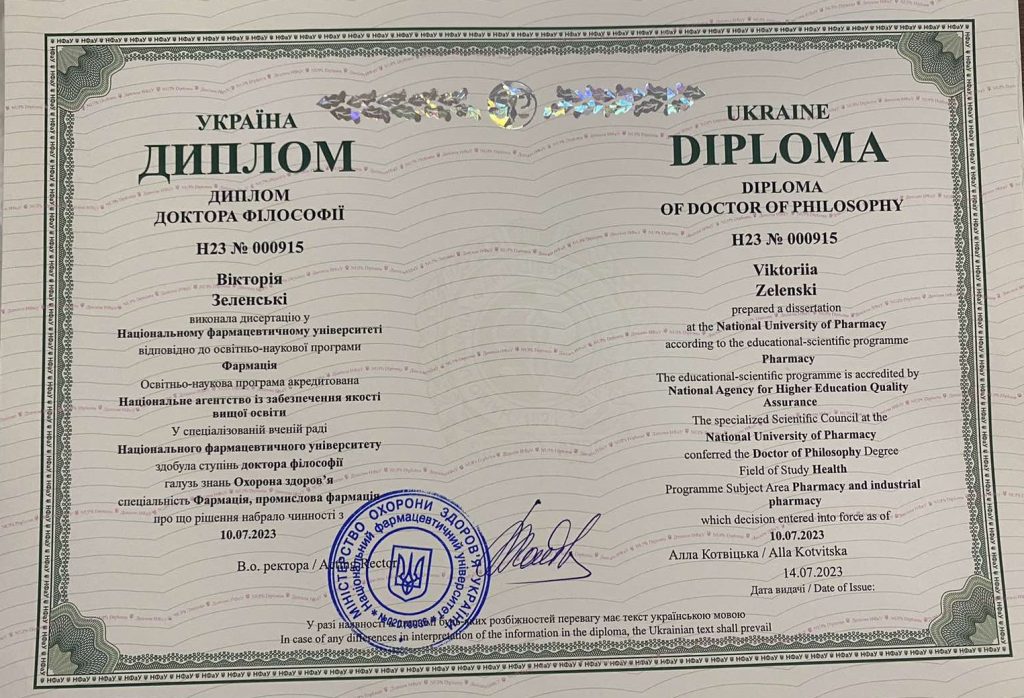 УКРАЇНА
ДИПЛОМ
ДИПЛОМ
ДОКТОРА ФІЛОСОФІЇ
Н23 № 000915
Вікторія
Зеленські
виконала дисертацію у
Національному фармацевтичному університеті
відповідно до освітньо-наукової програми
Фармація
Освітньо-наукова програма акредитована
Національне агентство із забезпечення якості
вищої освіти
У спеціалізованій вченій раді
Національного фармацевтичного університету
здобула ступінь доктора філософії
галузь знань Охорона здоров'я
спеціальність Фармація, промислова фармація
про що рішення набрало чинності з
10.07.2023
В.о. ректора / Acting Rector
UKRAINE
DIPLOMA
DIPLOMA
OF DOCTOR OF PHILOSOPHY
Н23 № 000915
Viktoriia
Zelenski
prepared a dissertation
at the National University of Pharmacy
according to the educational-scientific programme
Pharmacy
The educational-scientific programme is accredited by
National Agency for Higher Education Quality
Assurance
The specialized Scientific Council at the
National University of Pharmacy
conferred the Doctor of Philosophy Degree
Field of Study Health
Programme Subject Area Pharmacy and industrial
pharmacy
which decision entered into force as of
10.07.2023
Алла Котвіцька / Alla Kotvitska
14.07.2023
Дата видачі / Date of Issue:
МІНІСТЕРСТВО ОХОРОНИ ЗДОРОВ'Я УКРАЇНИ
Національний фармацевтичний університет
У разі наявності розбіжностей перевагу має текст українською мовою
In case of any differences in interpretation of the information in the diploma, the Ukrainian text shall prevail